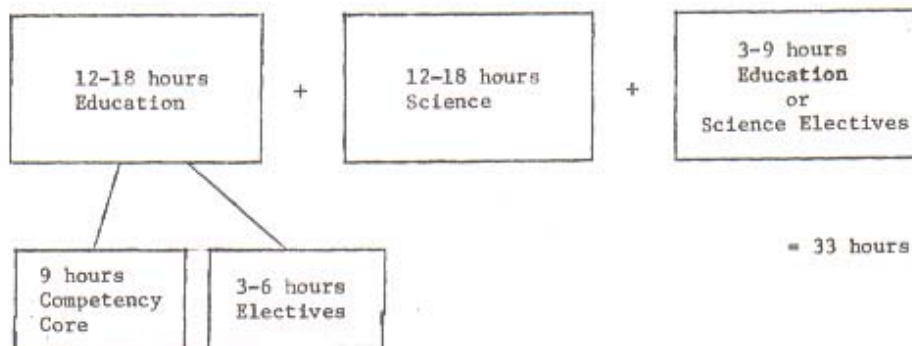 12-18 hours
Education
+
12-18 hours
Science
+
3-9 hours
Education
or
Science Electives
9 hours
Competency
Core
3-6 hours
Electives
= 33 hours